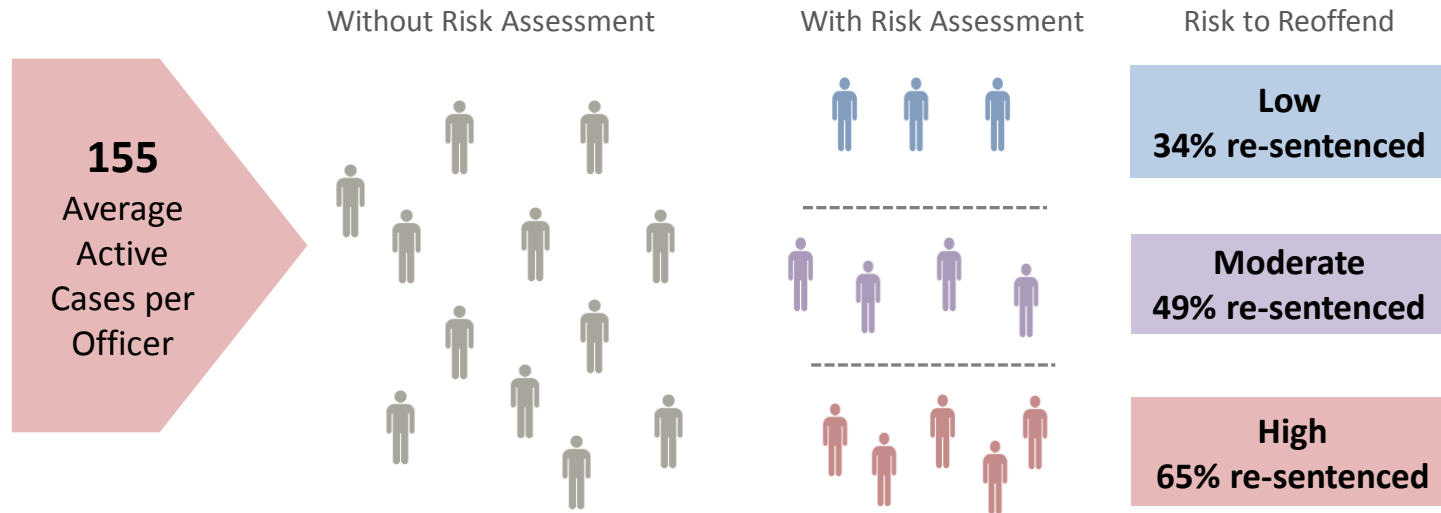 Without Risk Assessment
With Risk Assessment
Risk to Reoffend
155
Average
Active
Cases per
Officer
Low
34% re-sentenced
Moderate
49% re-sentenced
High
65% re-sentenced